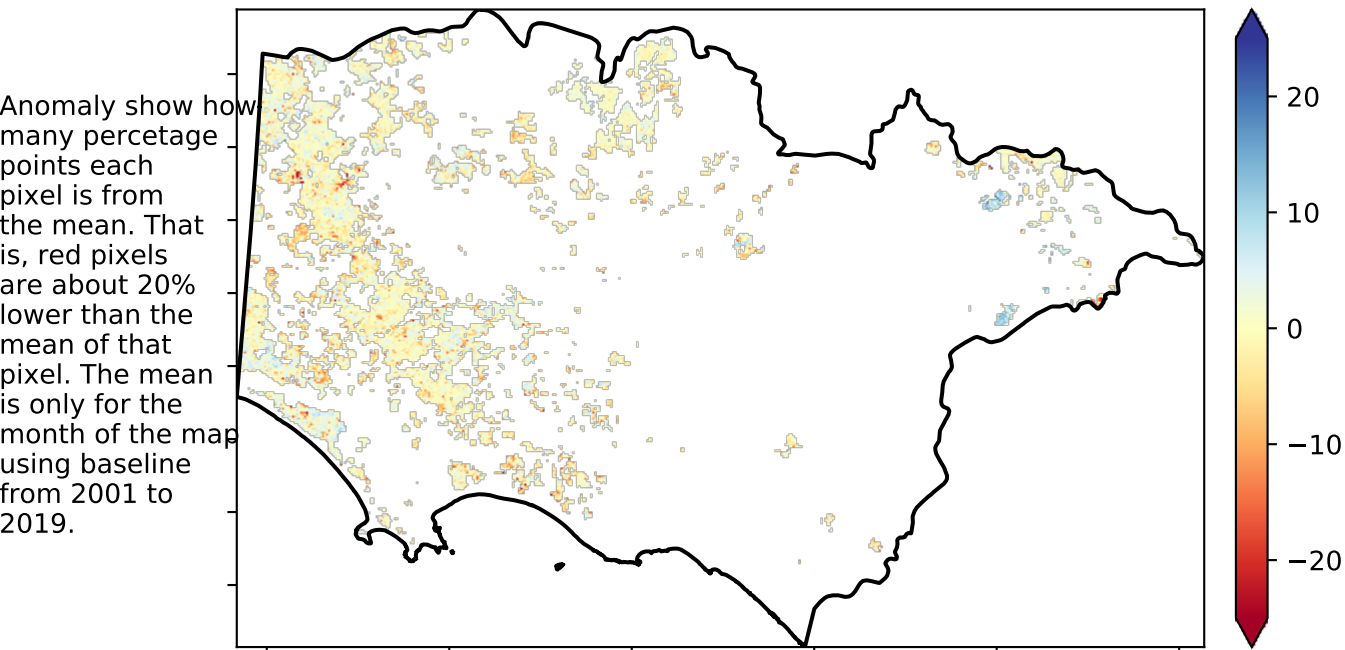 Anomaly show how
many percetage
points each
pixel is from
the mean. That
is, red pixels
are about 20%
lower than the
mean of that
pixel. The mean
is only for the
month of the map
using baseline
from 2001 to
2019.
20
10
0
−10
−20